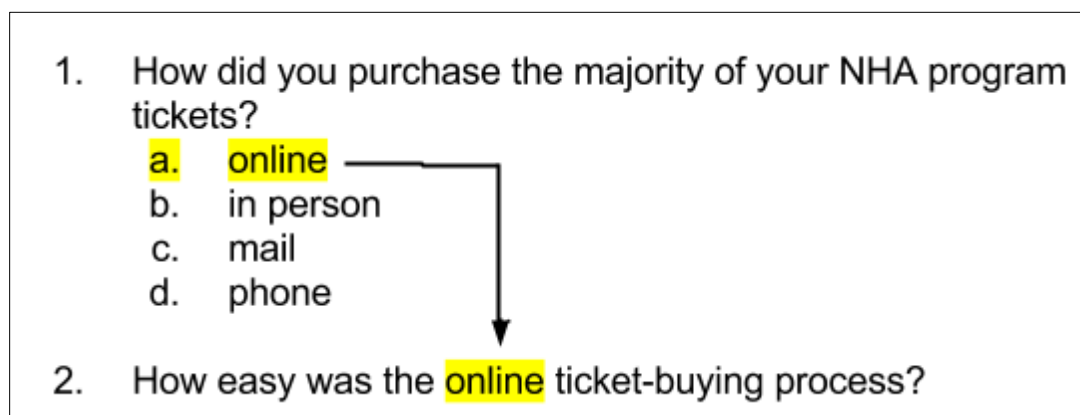 1. How did you purchase the majority of your NHA program
tickets?
a. online
b. in person
c. mail
d. phone
2. How easy was the online ticket-buying process?